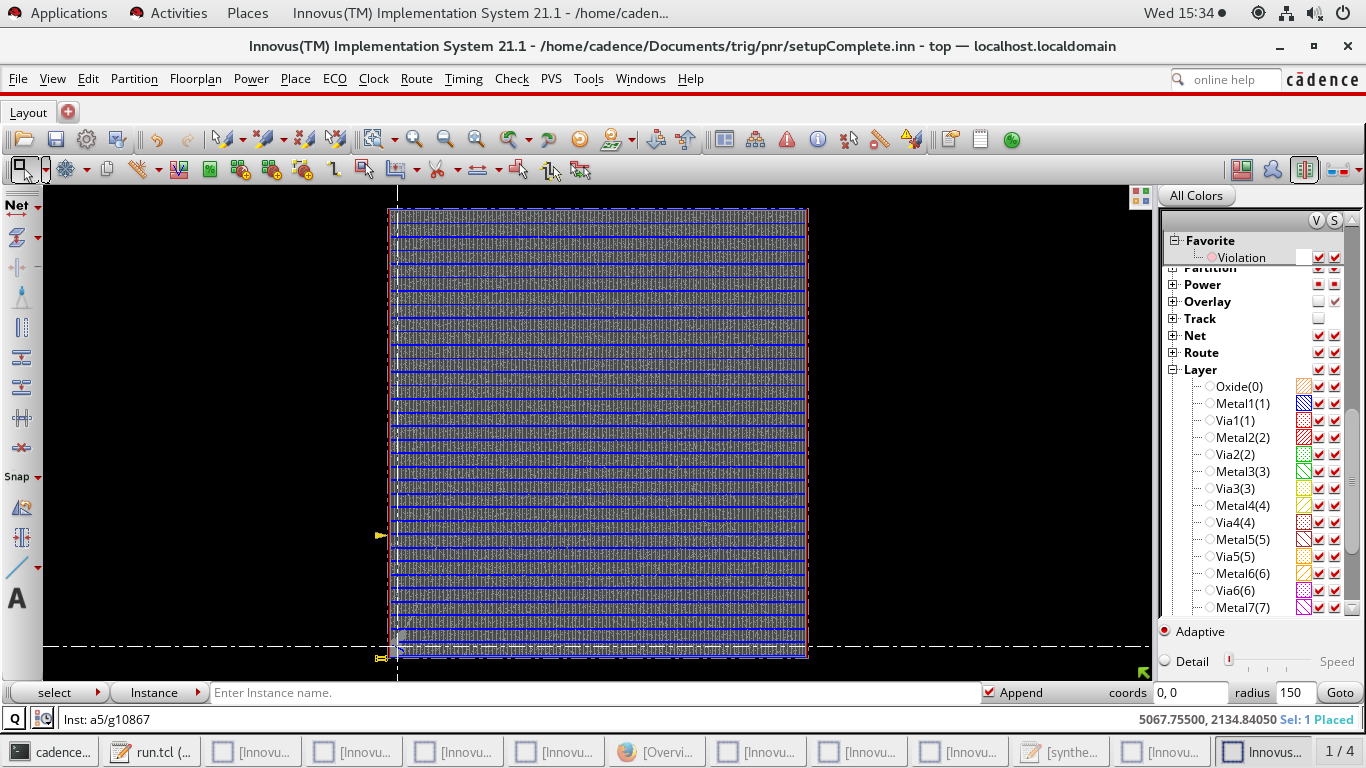 Applications Activities Places Innovus(TM) Implementation System 21.1 - /home/caden... Wed 15:34
Innovus(TM) Implementation System 21.1 - /home/cadence/Documents/trig/pnr/setupComplete.inn - top — localhost.localdomain
File View Edit Partition Floorplan Power Place ECO Clock Route Timing Check PVS Tools Windows Help online help cādence
Layout
All Colors
Net
V S
Favorite
Violation
Partition
Power
Overlay
Track
Net
Route
Layer
Oxide(0)
Metal1(1)
Via1(1)
Metal2(2)
Via2(2)
Metal3(3)
Via3(3)
Metal4(4)
Via4(4)
Metal5(5)
Via5(5)
Metal6(6)
Via6(6)
Metal7(7)
Snap
A
Adaptive
Detail Speed
select Instance Enter Instance name. Append coords 0, 0 radius 150 Goto
Q Inst: a5/g10867 5067.75500, 2134.84050 Sel: 1 Placed
cadence... run.tcl (... [Innovu... [Innovu... [Innovu... [Innovu... [Overvi... [Innovu... [Innovu... [Innovu... [synthe... [Innovu... Innovus... 1 / 4